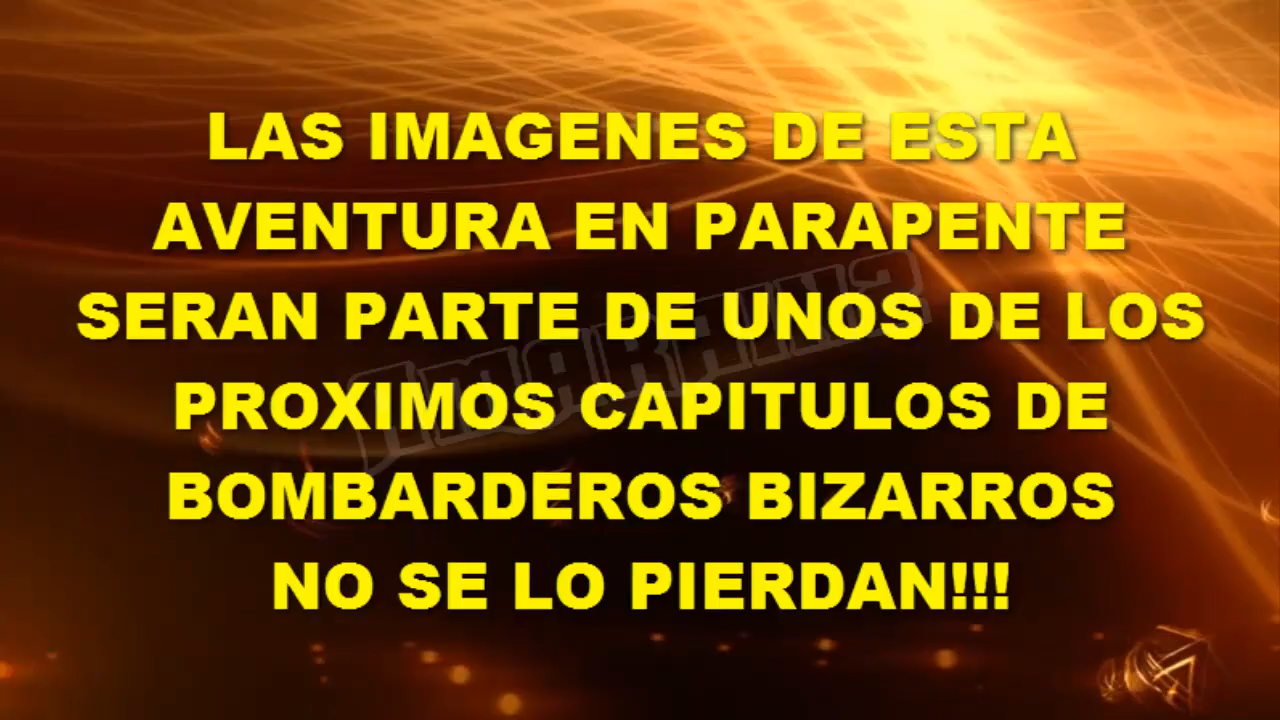 LAS IMAGENES DE ESTA
AVENTURA EN PARAPENTE
SERAN PARTE DE UNOS DE LOS
PROXIMOS CAPITULOS DE
BOMBARDEROS BIZARROS
NO SE LO PIERDAN!!!